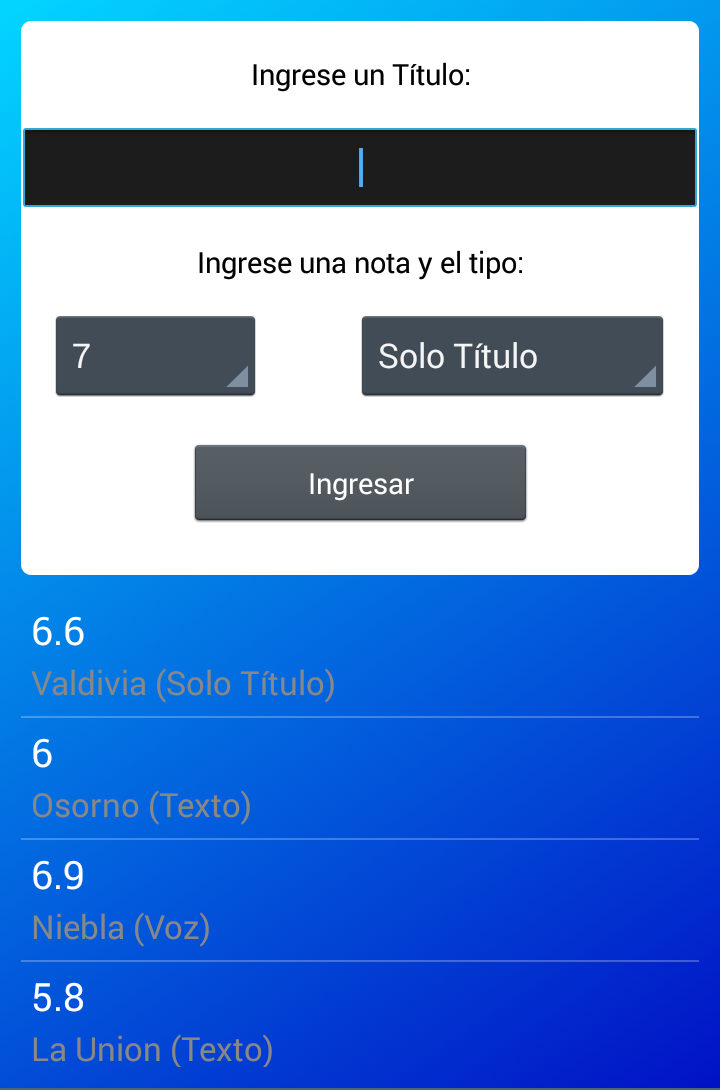 Ingrese un Título:
Ingrese una nota y el tipo:
7
Solo Título
Ingresar
6.6
Valdivia (Solo Título)
6
Osorno (Texto)
6.9
Niebla (Voz)
5.8
La Union (Texto)